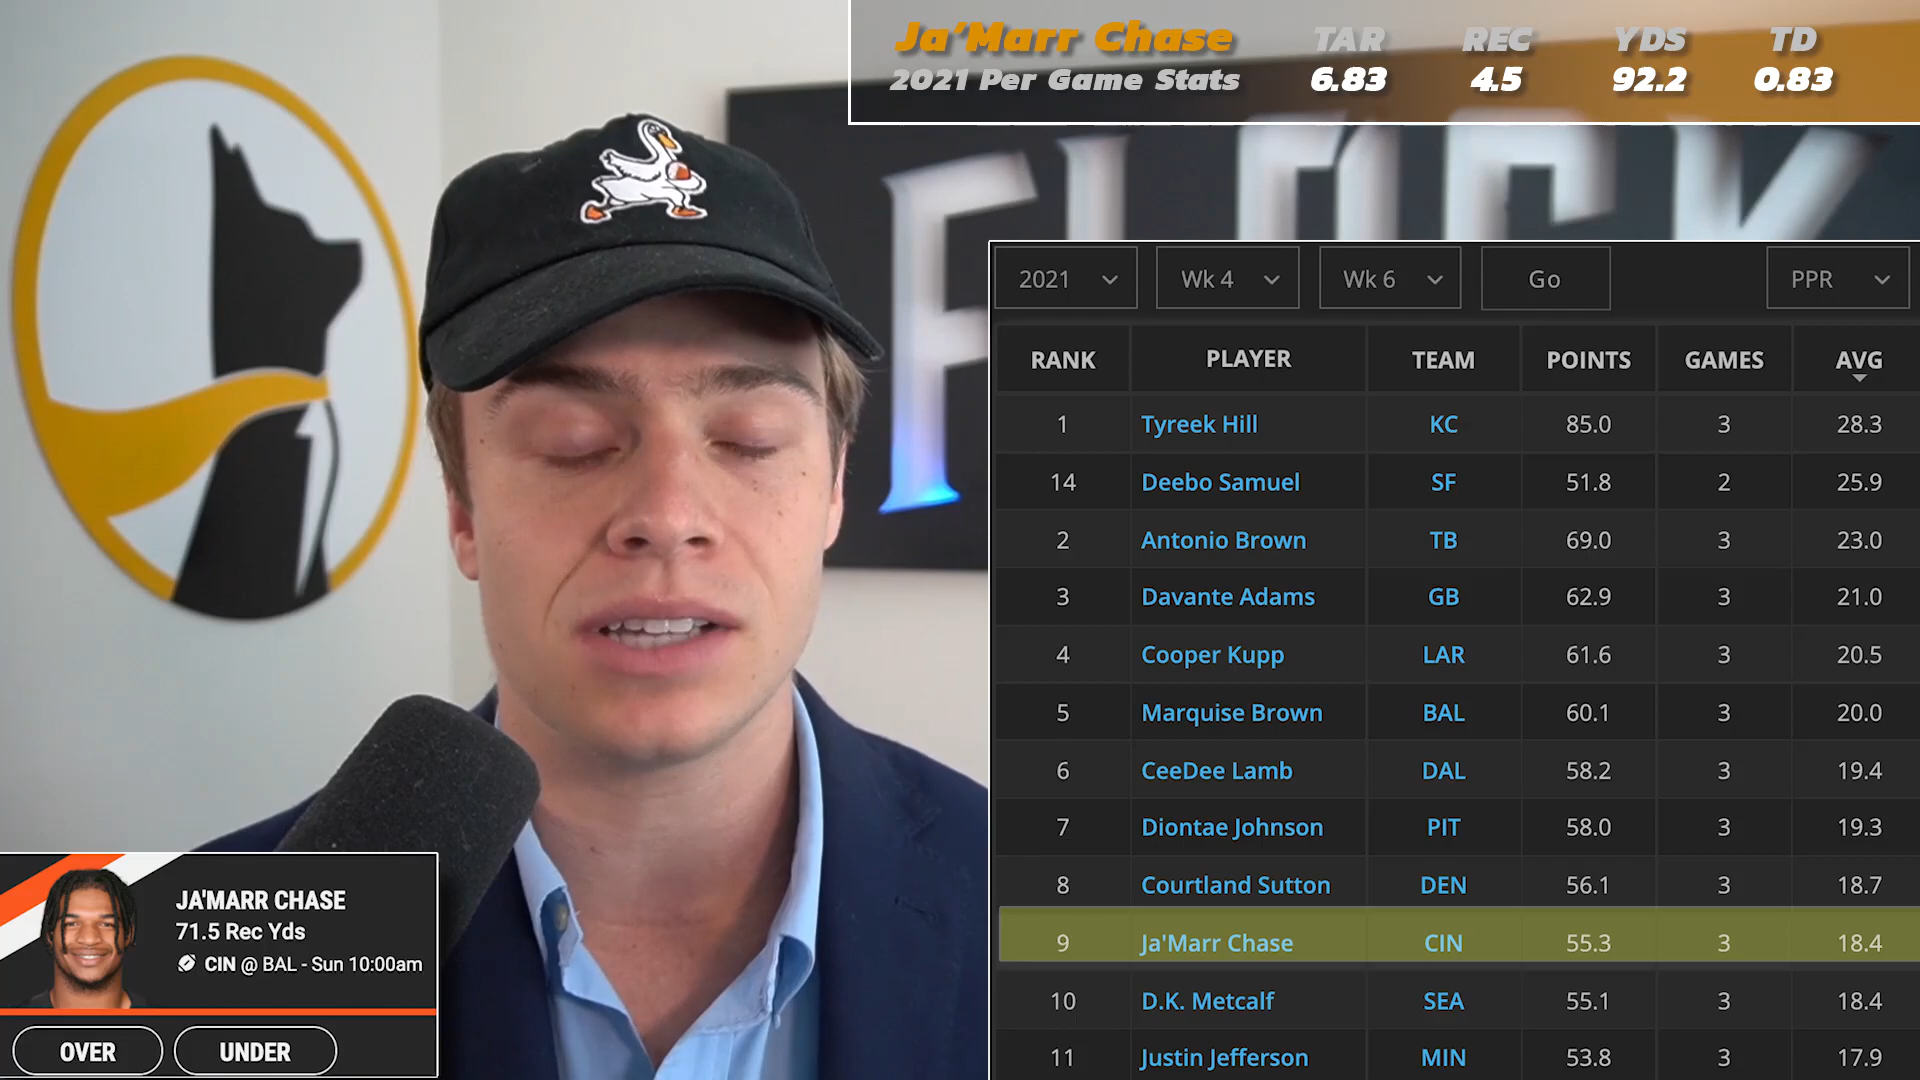 Ja'Marr Chase TAR REC YDS TD
2021 Per Game Stats 6.83 4.5 92.2 0.83
FLOCK
2021 Wk 4 Wk 6 Go PPR
RANK PLAYER TEAM POINTS GAMES AVG
1 Tyreek Hill KC 85.0 3 28.3
14 Deebo Samuel SF 51.8 2 25.9
2 Antonio Brown TB 69.0 3 23.0
3 Davante Adams GB 62.9 3 21.0
4 Cooper Kupp LAR 61.6 3 20.5
5 Marquise Brown BAL 60.1 3 20.0
6 CeeDee Lamb DAL 58.2 3 19.4
7 Diontae Johnson PIT 58.0 3 19.3
8 Courtland Sutton DEN 56.1 3 18.7
9 Ja'Marr Chase CIN 55.3 3 18.4
10 D.K. Metcalf SEA 55.1 3 18.4
11 Justin Jefferson MIN 53.8 3 17.9
JA'MARR CHASE
71.5 Rec Yds
CIN @ BAL - Sun 10:00am
OVER UNDER